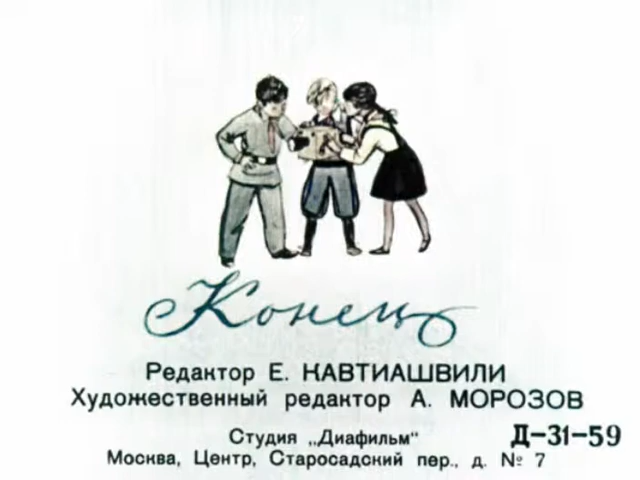 Конец
Редактор Е. КАВТИАШВИЛИ
Художественный редактор А. МОРОЗОВ
Студия „Диафильм“
Д-31-59
Москва, Центр, Старосадский пер., д. № 7